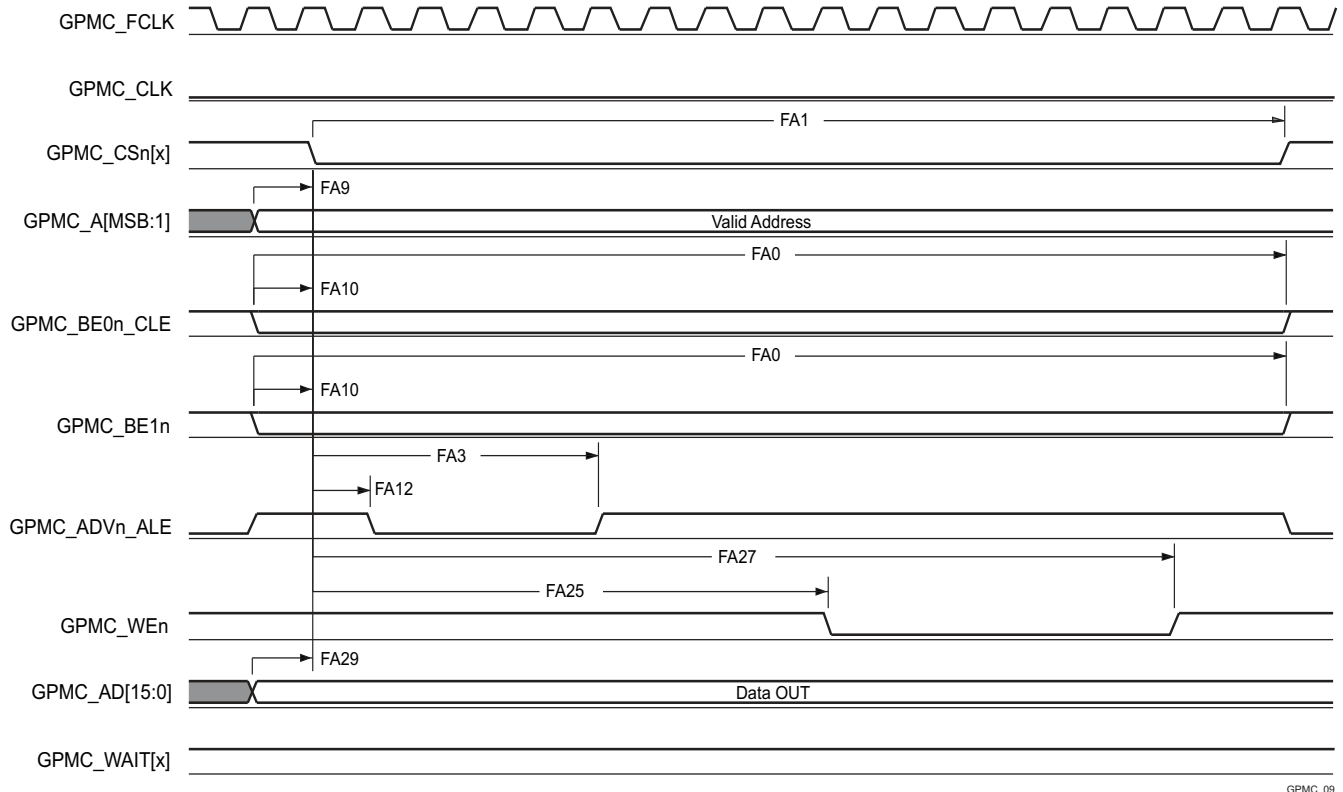 GPMC_FCLK
GPMC_CLK
FA1
GPMC_CSn[x]
FA9
GPMC_A[MSB:1]
Valid Address
FA0
FA10
GPMC_BE0n_CLE
FA0
FA10
GPMC_BE1n
FA3
FA12
GPMC_ADVn_ALE
FA27
FA25
GPMC_WEn
FA29
GPMC_AD[15:0]
Data OUT
GPMC_WAIT[x]
GPMC_09